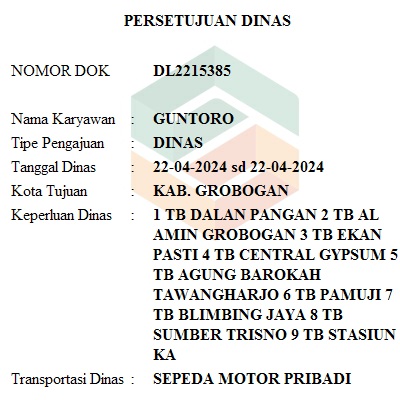 PERSETUJUAN DINAS
NOMOR DOK DL2215385
Nama Karyawan : GUNTORO
Tipe Pengajuan : DINAS
Tanggal Dinas : 22-04-2024 sd 22-04-2024
Kota Tujuan : KAB. GROBOGAN
Keperluan Dinas : 1 TB DALAN PANGAN 2 TB AL
AMIN GROBOGAN 3 TB EKAN
PASTI 4 TB CENTRAL GYPSUM 5
TB AGUNG BAROKAH
TAWANGHARJO 6 TB PAMUJI 7
TB BLIMBING JAYA 8 TB
SUMBER TRISNO 9 TB STASIUN
KA
Transportasi Dinas : SEPEDA MOTOR PRIBADI